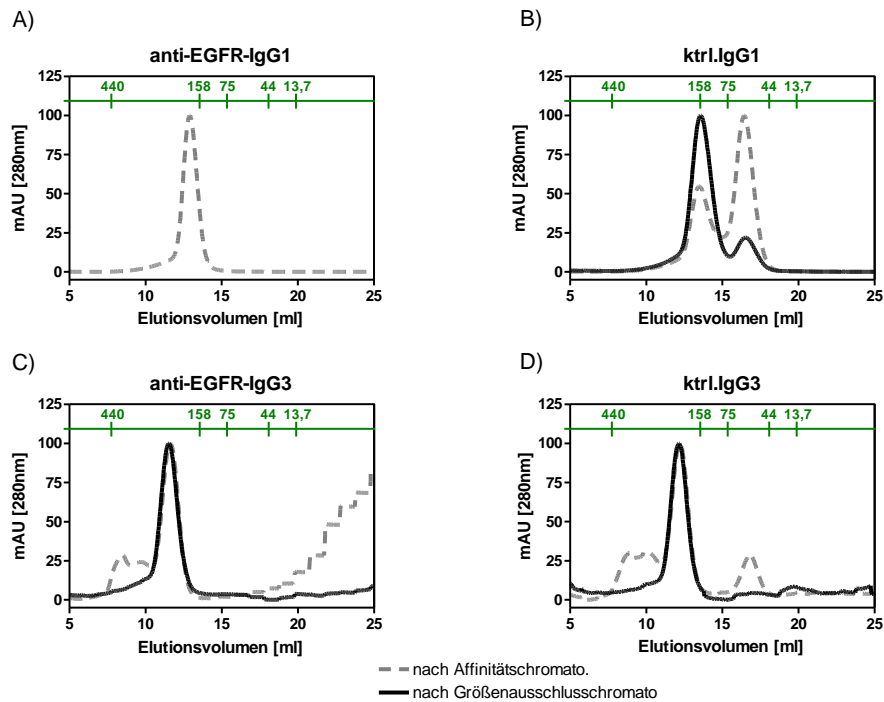 A)
anti-EGFR-IgG1
125
100
75
50
25
0
mAU [280nm]
440 158 75 44 13,7
5 10 15 20 25
Elutionsvolumen [ml]
B)
ktrl.IgG1
125
100
75
50
25
0
mAU [280nm]
440 158 75 44 13,7
5 10 15 20 25
Elutionsvolumen [ml]
C)
anti-EGFR-IgG3
125
100
75
50
25
0
mAU [280nm]
440 158 75 44 13,7
5 10 15 20 25
Elutionsvolumen [ml]
D)
ktrl.IgG3
125
100
75
50
25
0
mAU [280nm]
440 158 75 44 13,7
5 10 15 20 25
Elutionsvolumen [ml]
nach Affinitätschromato.
nach Größenausschlusschromato